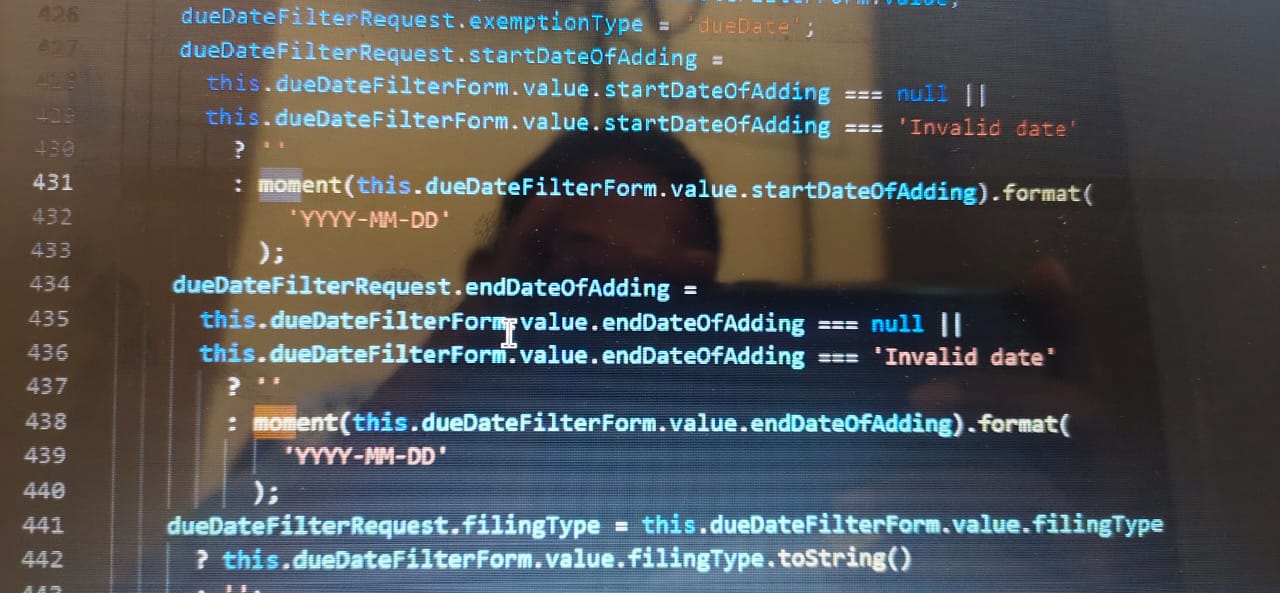 426 dueDateFilterRequest.exemptionType = 'dueDate';
427 dueDateFilterRequest.startDateOfAdding =
428 this.dueDateFilterForm.value.startDateOfAdding === null ||
429 this.dueDateFilterForm.value.startDateOfAdding === 'Invalid date'
430 ? ''
431 : moment(this.dueDateFilterForm.value.startDateOfAdding).format(
432 'YYYY-MM-DD'
433 );
434 dueDateFilterRequest.endDateOfAdding =
435 this.dueDateFilterForm.value.endDateOfAdding === null ||
436 this.dueDateFilterForm.value.endDateOfAdding === 'Invalid date'
437 ? ''
438 : moment(this.dueDateFilterForm.value.endDateOfAdding).format(
439 'YYYY-MM-DD'
440 );
441 dueDateFilterRequest.filingType = this.dueDateFilterForm.value.filingType
442 ? this.dueDateFilterForm.value.filingType.toString()
443 : '';